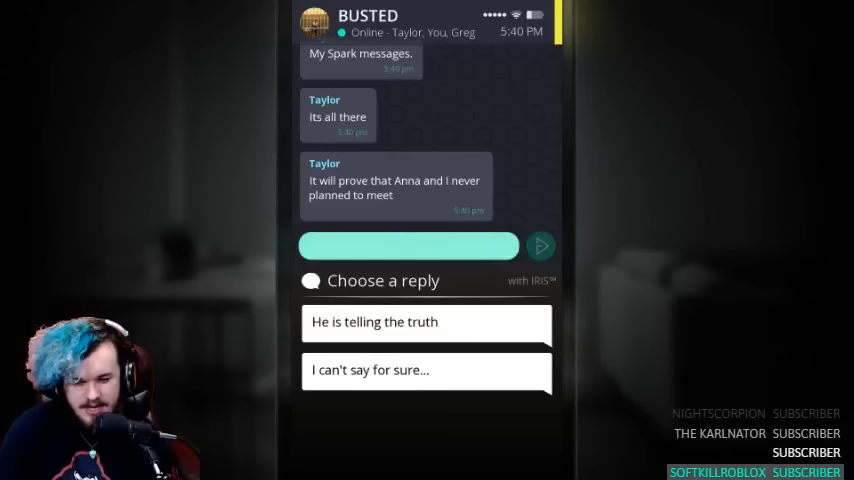 BUSTED
Online - Taylor, You, Greg
5:40 PM
My Spark messages.
5:40 pm
Taylor
Its all there
5:40 pm
Taylor
It will prove that Anna and I never
planned to meet
5:40 pm
Choose a reply
with IRIS™
He is telling the truth
I can't say for sure...
NIGHTSCORPION SUBSCRIBER
THE KARLNATOR SUBSCRIBER
SUBSCRIBER
SOFTKILLROBLOX SUBSCRIBER